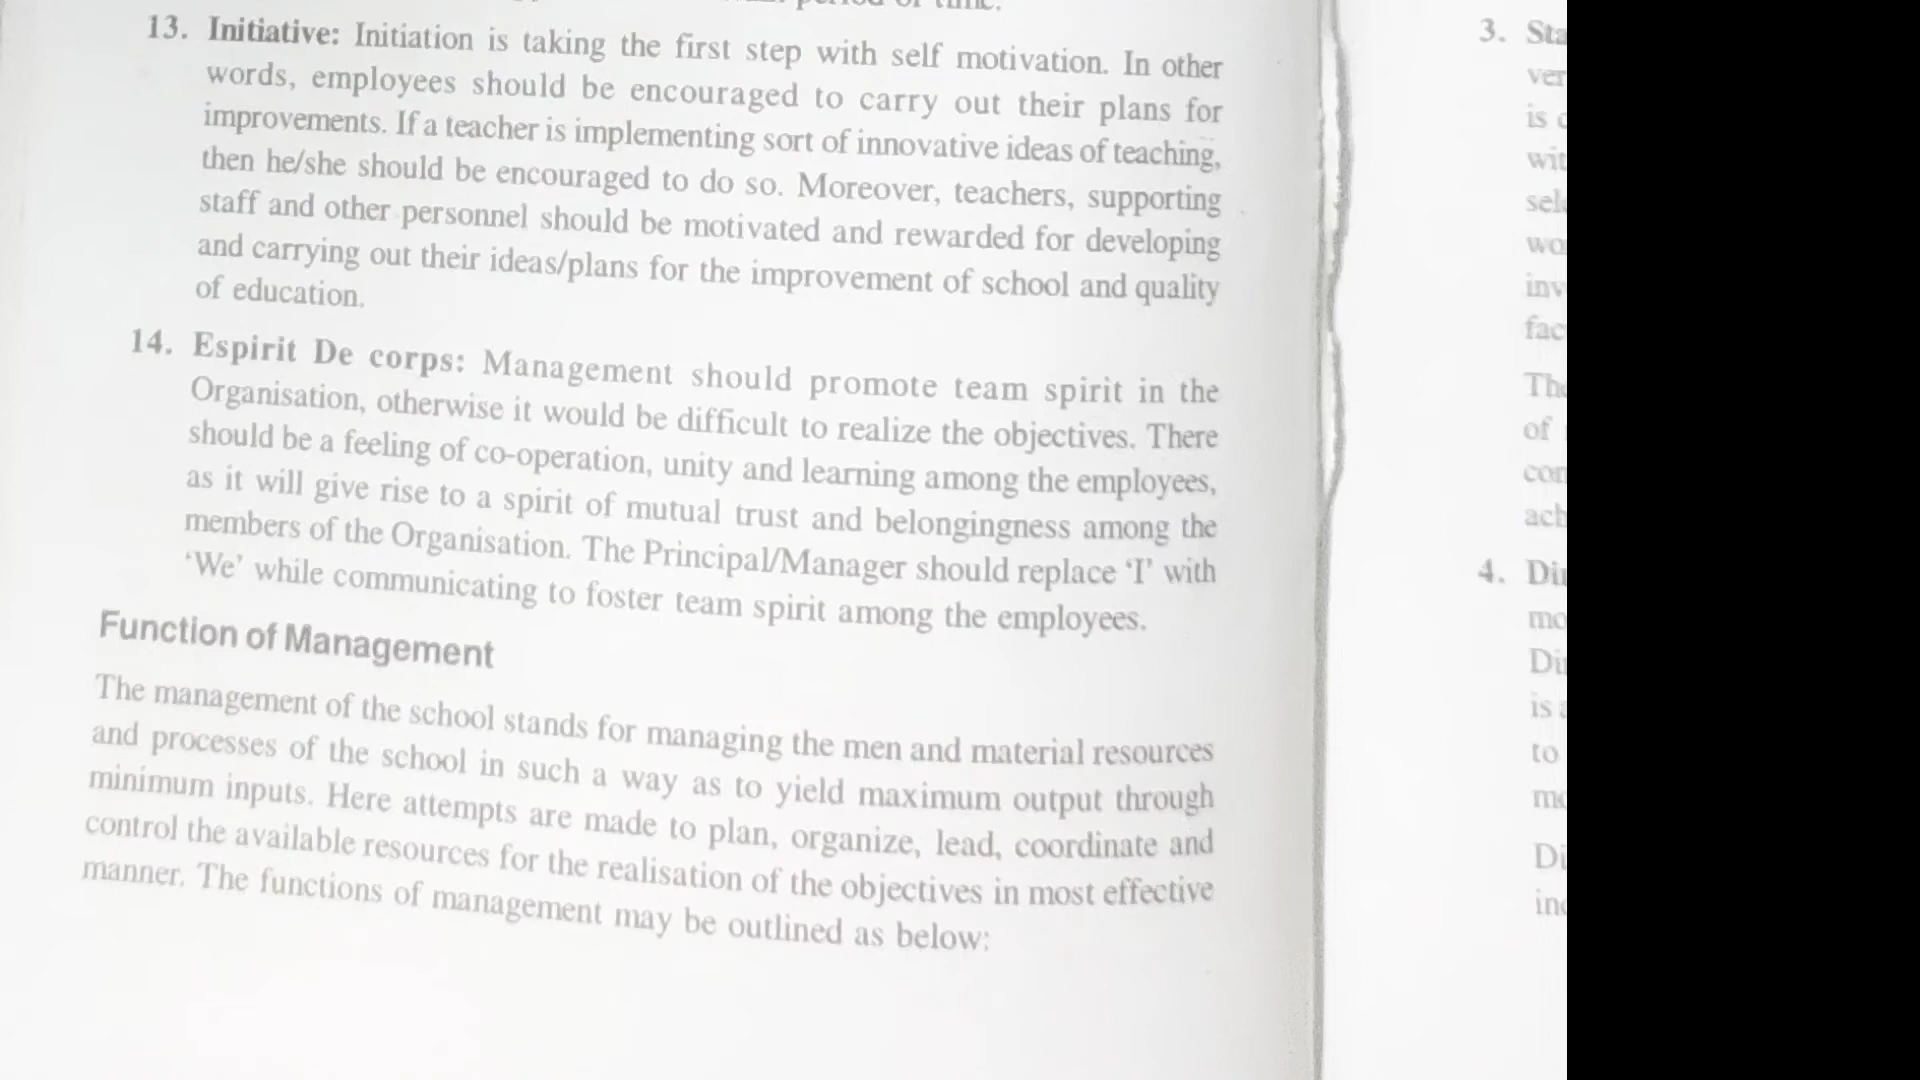 period of time.
13. Initiative: Initiation is taking the first step with self motivation. In other
words, employees should be encouraged to carry out their plans for
improvements. If a teacher is implementing sort of innovative ideas of teaching,
then he/she should be encouraged to do so. Moreover, teachers, supporting
staff and other personnel should be motivated and rewarded for developing
and carrying out their ideas/plans for the improvement of school and quality
of education.
14. Espirit De corps: Management should promote team spirit in the
Organisation, otherwise it would be difficult to realize the objectives. There
should be a feeling of co-operation, unity and learning among the employees,
as it will give rise to a spirit of mutual trust and belongingness among the
members of the Organisation. The Principal/Manager should replace ‘I’ with
‘We’ while communicating to foster team spirit among the employees.
Function of Management
The management of the school stands for managing the men and material resources
and processes of the school in such a way as to yield maximum output through
minimum inputs. Here attempts are made to plan, organize, lead, coordinate and
control the available resources for the realisation of the objectives in most effective
manner. The functions of management may be outlined as below:
3.
is
of
4.
is
to